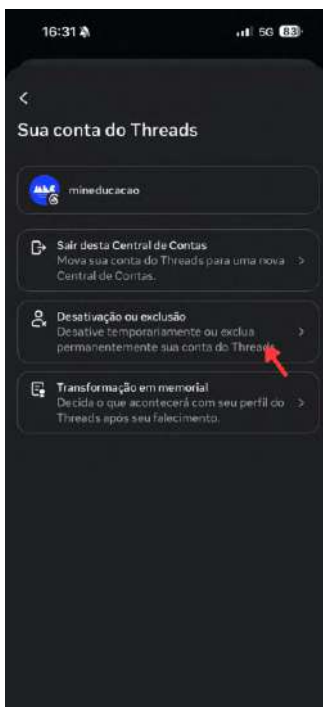 16:31
5G 83
Sua conta do Threads
mineducacao
Sair desta Central de Contas
Mova sua conta do Threads para uma nova
Central de Contas.
Desativação ou exclusão
Desative temporariamente ou exclua
permanentemente sua conta do Threads.
Transformação em memorial
Decida o que acontecerá com seu perfil do
Threads após seu falecimento.